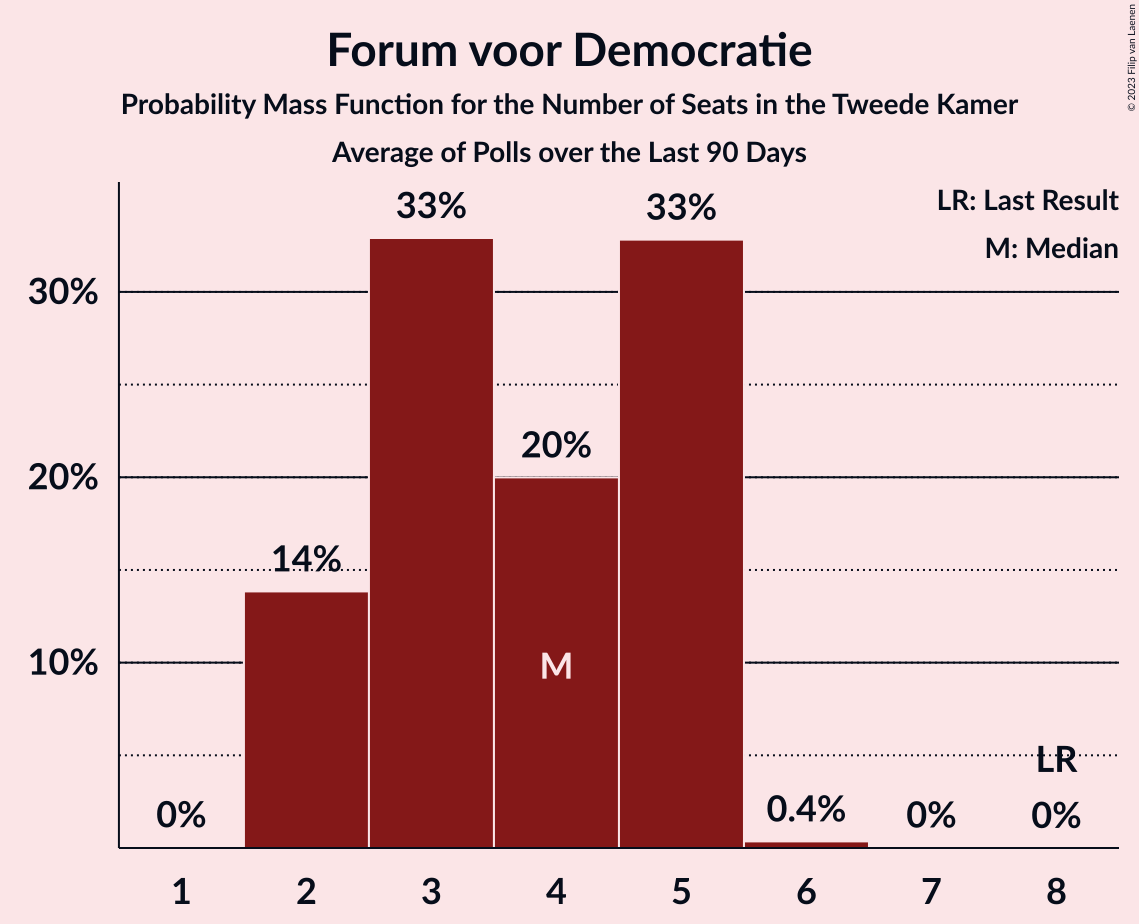 Forum voor Democratie
Probability Mass Function for the Number of Seats in the Tweede Kamer
Average of Polls over the Last 90 Days
© 2023 Filip van Laenen
LR: Last Result
M: Median
33%
33%
30%
20%
20%
14%
10%
M
LR
0%
0.4%
0%
0%
1 2 3 4 5 6 7 8